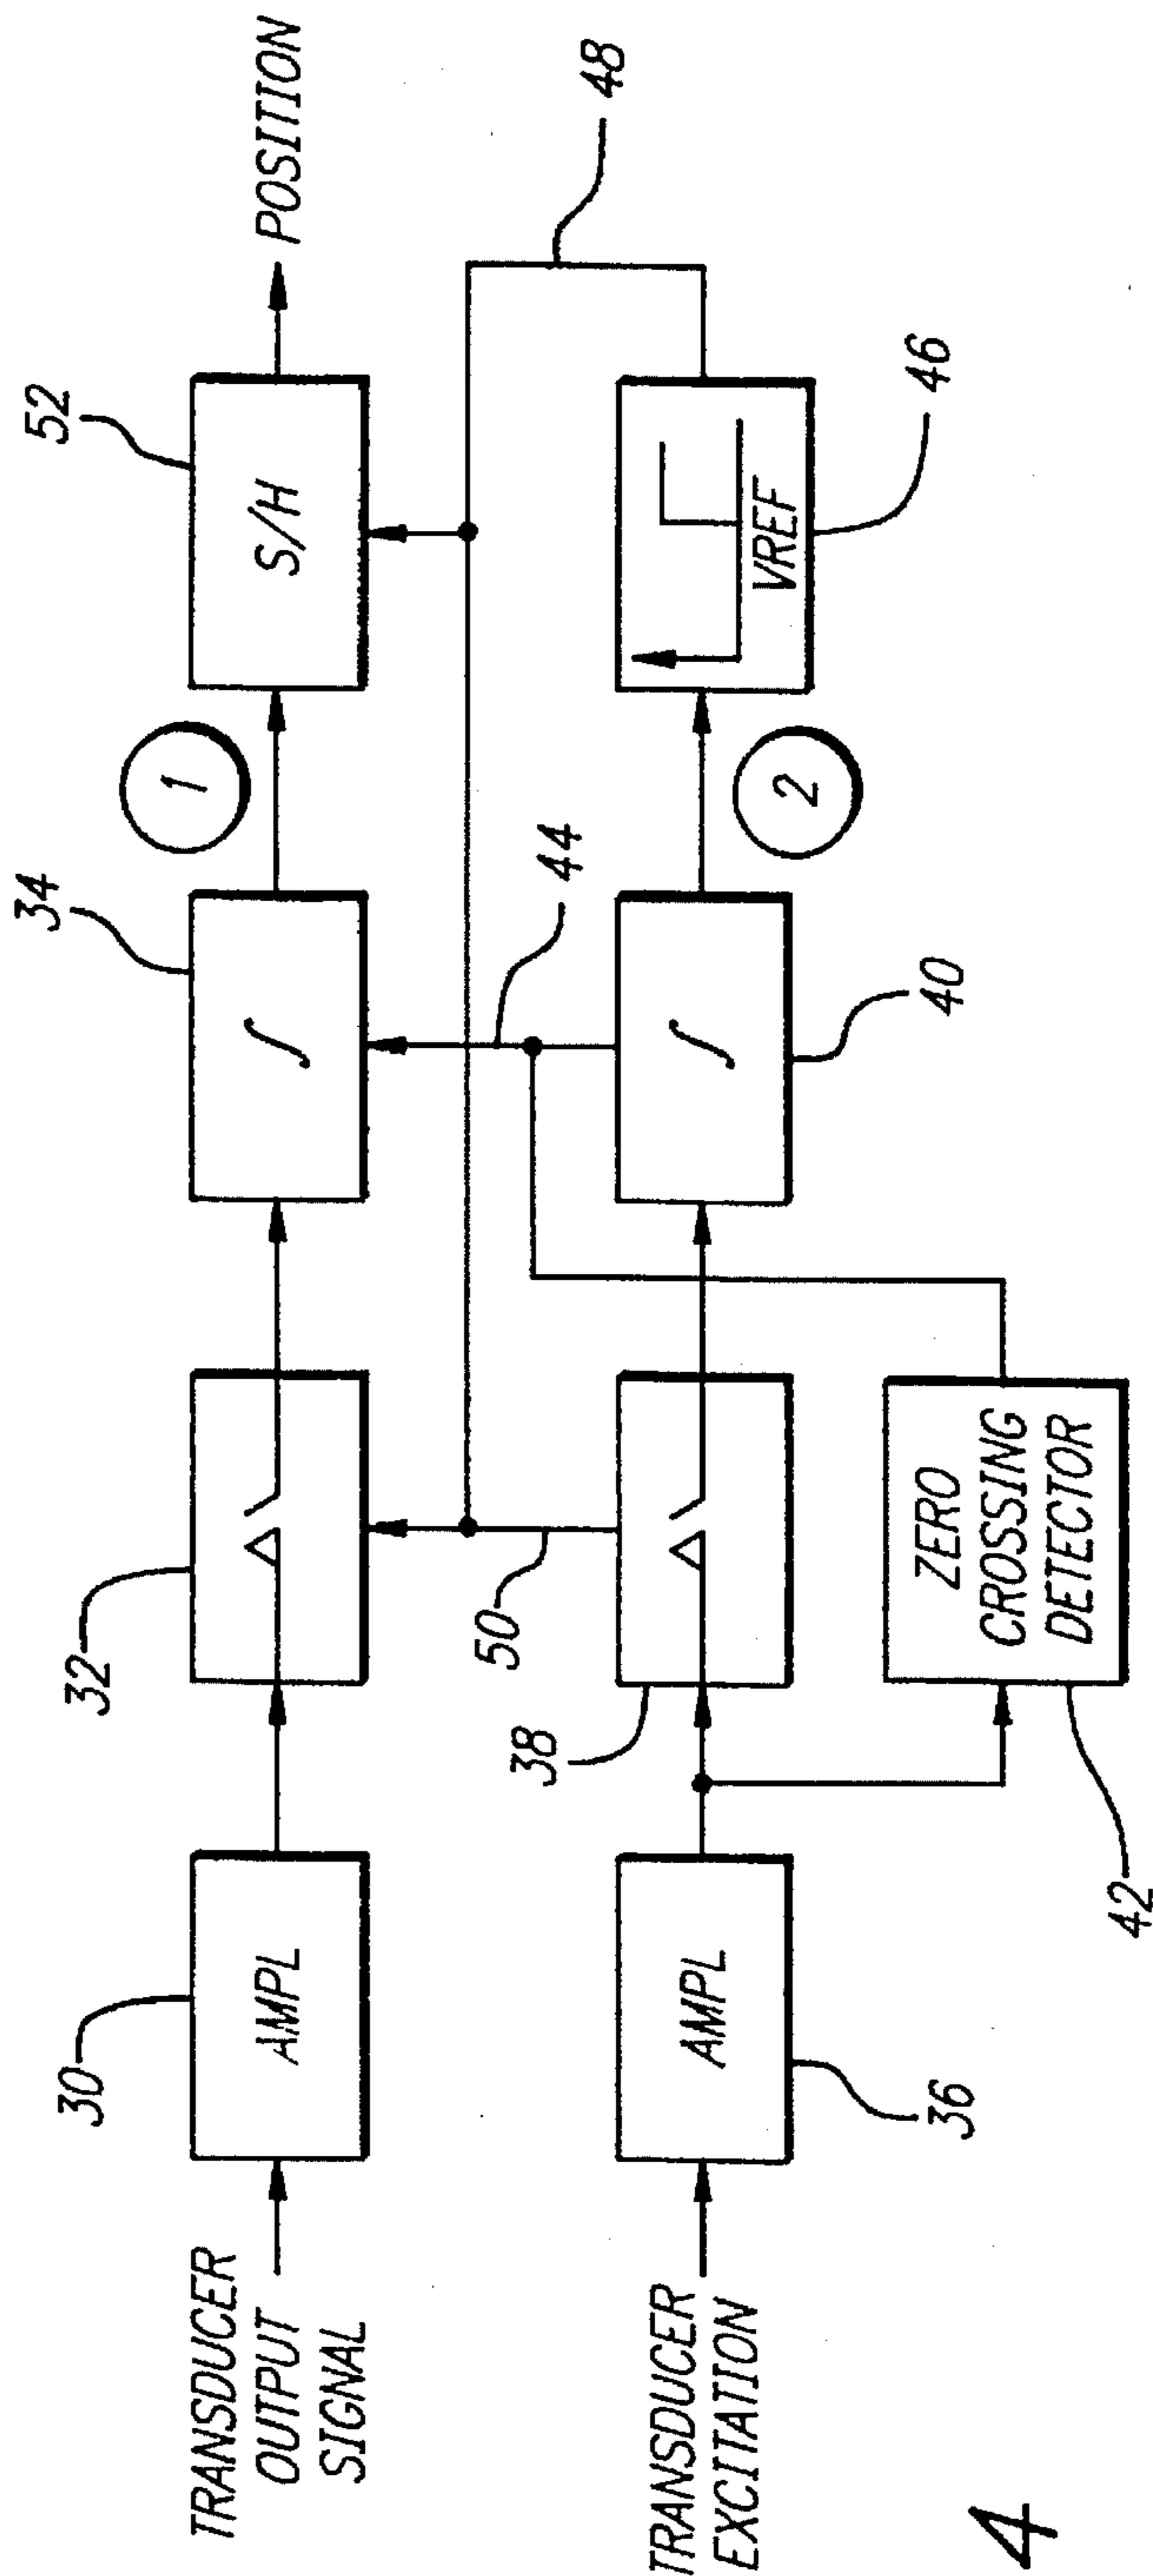 TRANSDUCER
OUTPUT
SIGNAL
30
AMPL
32
34
∫
1
52
S/H
POSITION
48
50
44
TRANSDUCER
EXCITATION
AMPL
36
38
∫
40
2
VREF
46
ZERO
CROSSING
DETECTOR
42
4